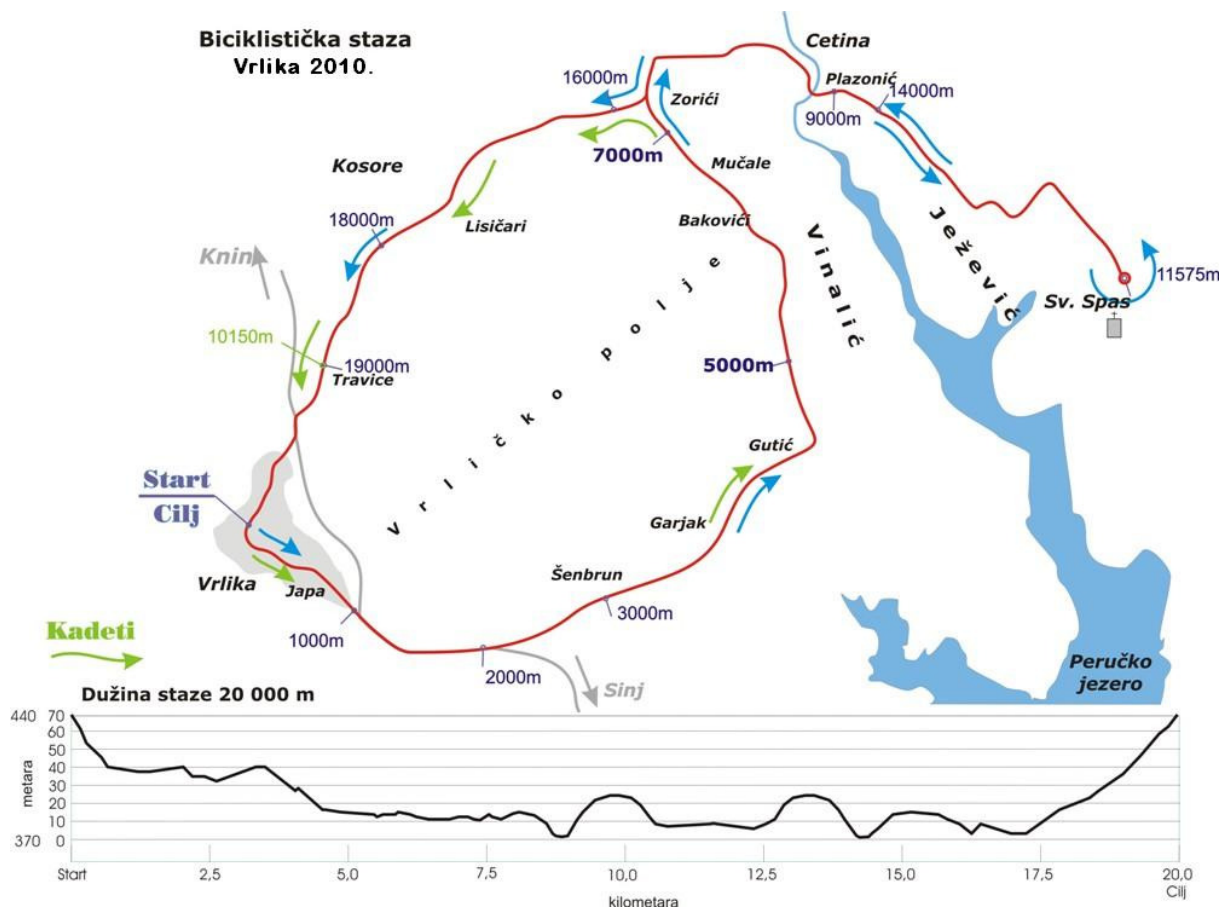 Biciklistička staza
Vrlika 2010.
Cetina
Plazonić
14000m
9000m
16000m
Zorići
7000m
Mučale
Kosore
Bakovići
Lisičari
18000m
Knin
Vinalić
Ježević
11575m
Sv. Spas
10150m
19000m
Travice
5000m
Vrličko polje
Gutić
Start
Cilj
Garjak
Šenbrun
Vrlika
Japa
3000m
1000m
Kadeti
2000m
Sinj
Peručko
jezero
Dužina staze 20 000 m
440 70
60
50
40
30
20
10
370 0
metara
Start 2,5 5,0 7,5 10,0 12,5 15,0 17,5 20,0
Cilj
kilometara